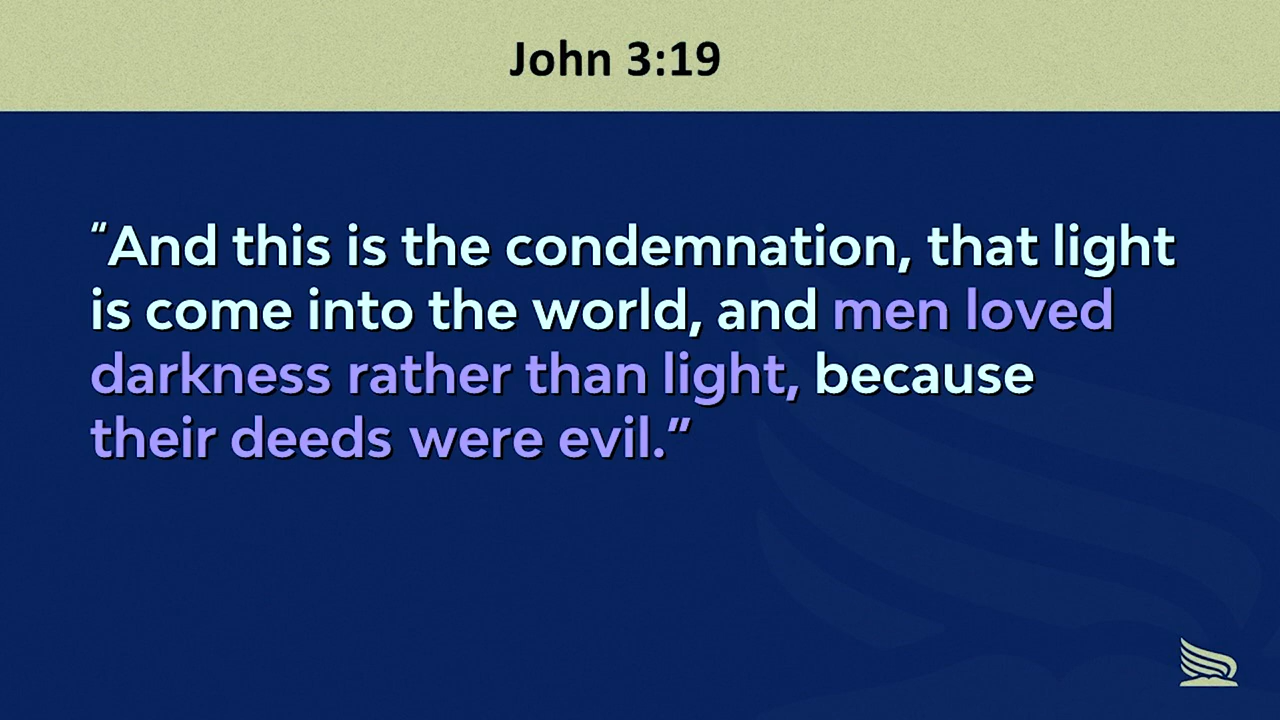 John 3:19
“And this is the condemnation, that light
is come into the world, and men loved
darkness rather than light, because
their deeds were evil.”